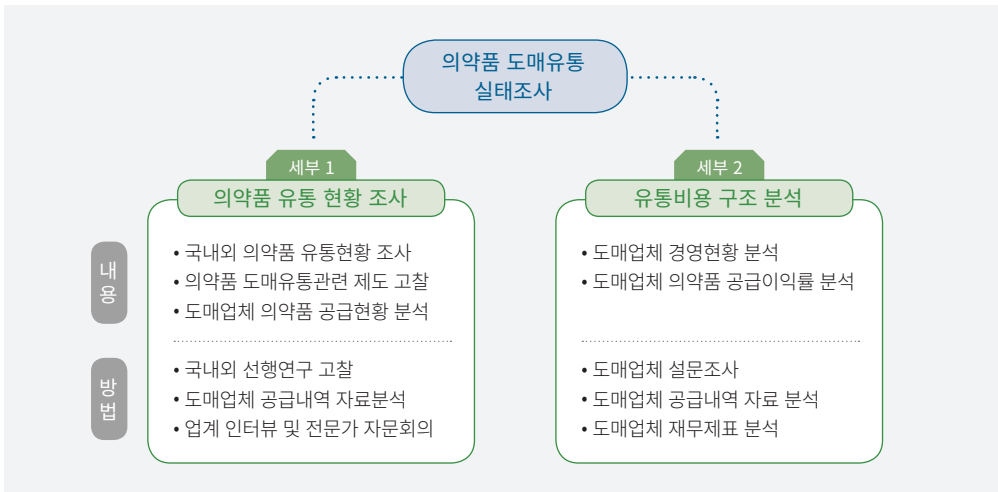 의약품 도매유통
실태조사
세부 1
의약품 유통 현황 조사
내
용
• 국내외 의약품 유통현황 조사
• 의약품 도매유통관련 제도 고찰
• 도매업체 의약품 공급현황 분석
방
법
• 국내외 선행연구 고찰
• 도매업체 공급내역 자료분석
• 업계 인터뷰 및 전문가 자문회의
세부 2
유통비용 구조 분석
• 도매업체 경영현황 분석
• 도매업체 의약품 공급이익률 분석
• 도매업체 설문조사
• 도매업체 공급내역 자료 분석
• 도매업체 재무제표 분석